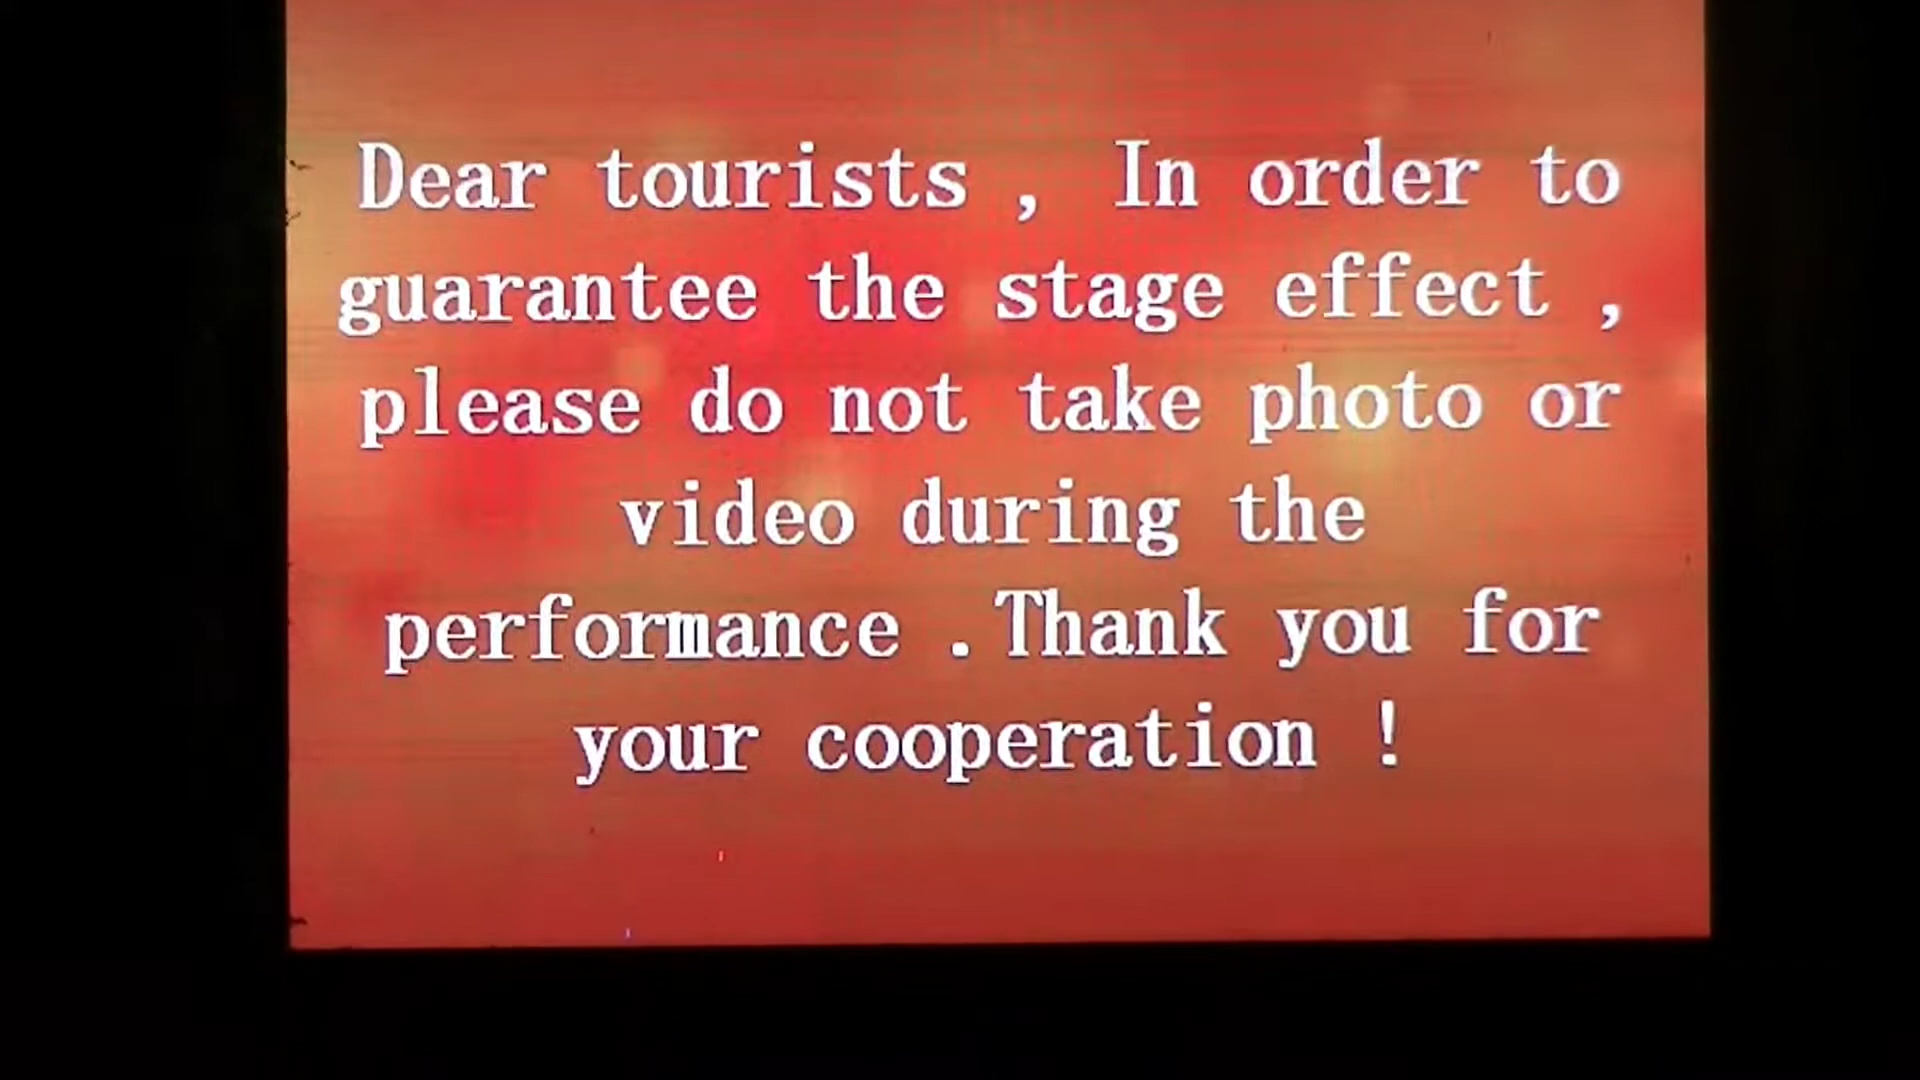 Dear tourists , In order to
guarantee the stage effect ,
please do not take photo or
video during the
performance .Thank you for
your cooperation !